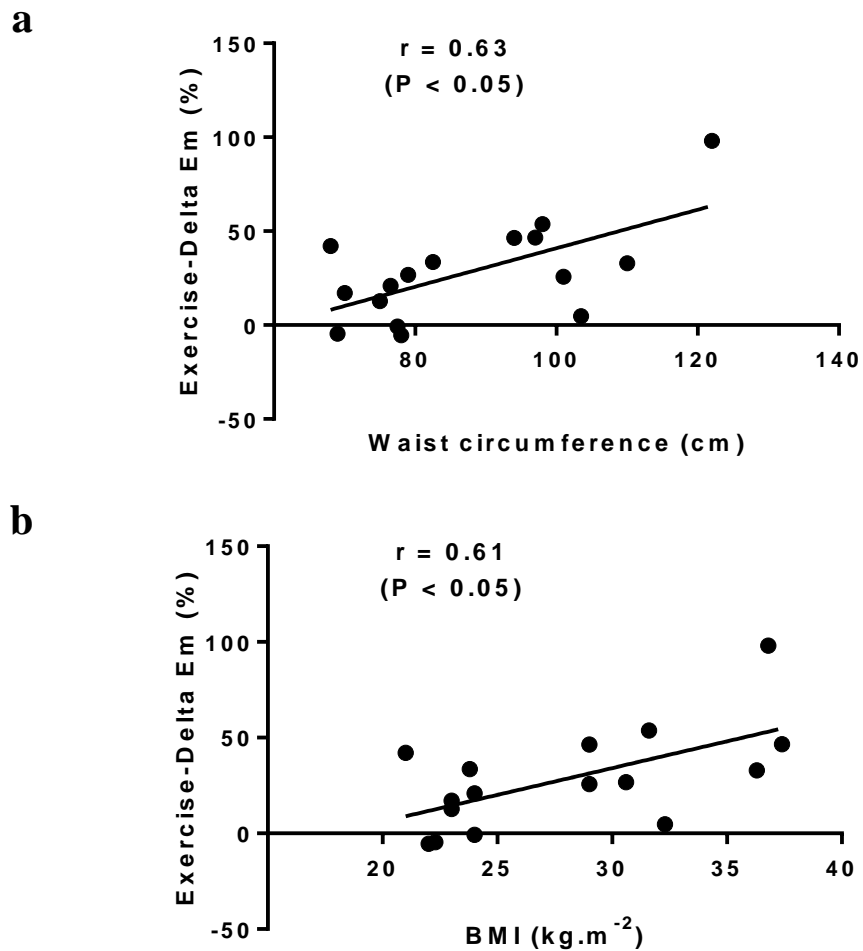 a
r = 0.63
(P < 0.05)
Exercise-Delta Em (%)
150
100
50
0
-50
80
100
120
140
Waist circumference (cm)
b
r = 0.61
(P < 0.05)
Exercise-Delta Em (%)
150
100
50
0
-50
20
25
30
35
40
BMI (kg.m⁻²)